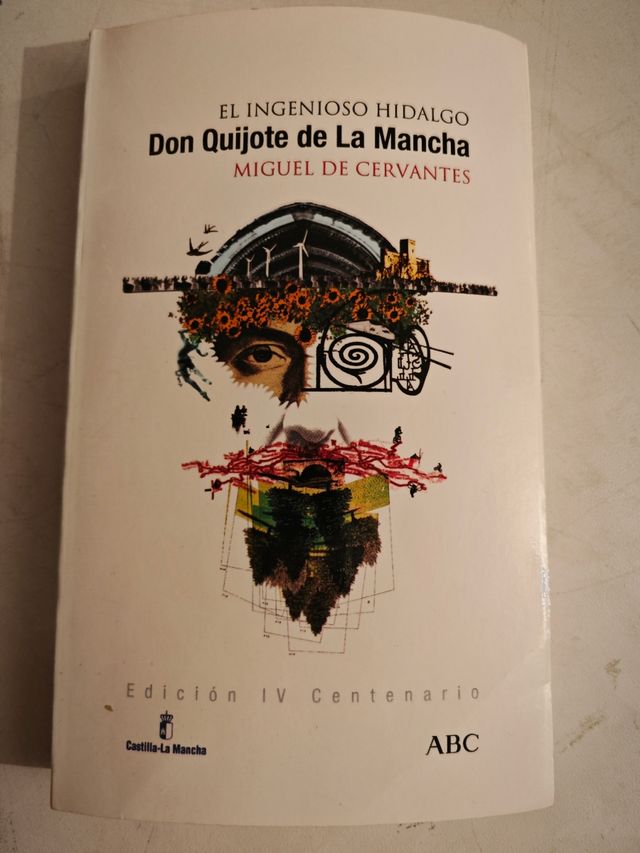 EL INGENIOSO HIDALGO
Don Quijote de La Mancha
MIGUEL DE CERVANTES
Edición IV Centenario
Castilla-La Mancha
ABC